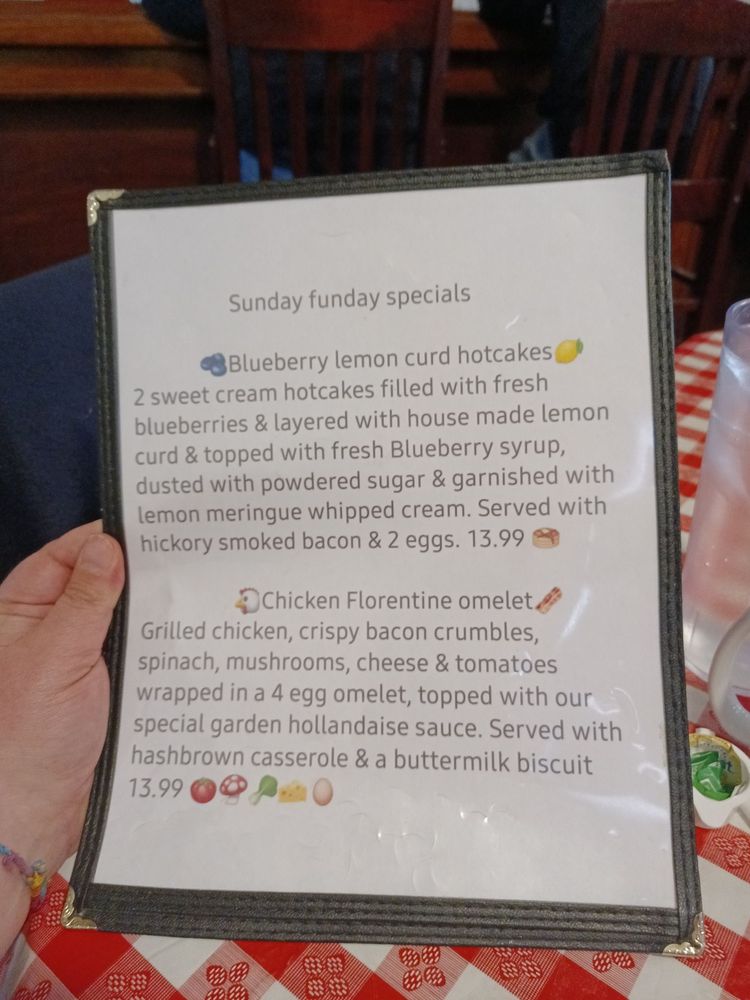 Sunday funday specials
🫐Blueberry lemon curd hotcakes🍋
2 sweet cream hotcakes filled with fresh
blueberries & layered with house made lemon
curd & topped with fresh Blueberry syrup,
dusted with powdered sugar & garnished with
lemon meringue whipped cream. Served with
hickory smoked bacon & 2 eggs. 13.99 🥞
🐔Chicken Florentine omelet🥓
Grilled chicken, crispy bacon crumbles,
spinach, mushrooms, cheese & tomatoes
wrapped in a 4 egg omelet, topped with our
special garden hollandaise sauce. Served with
hashbrown casserole & a buttermilk biscuit
13.99 🍅🍄🥬🧀🥚